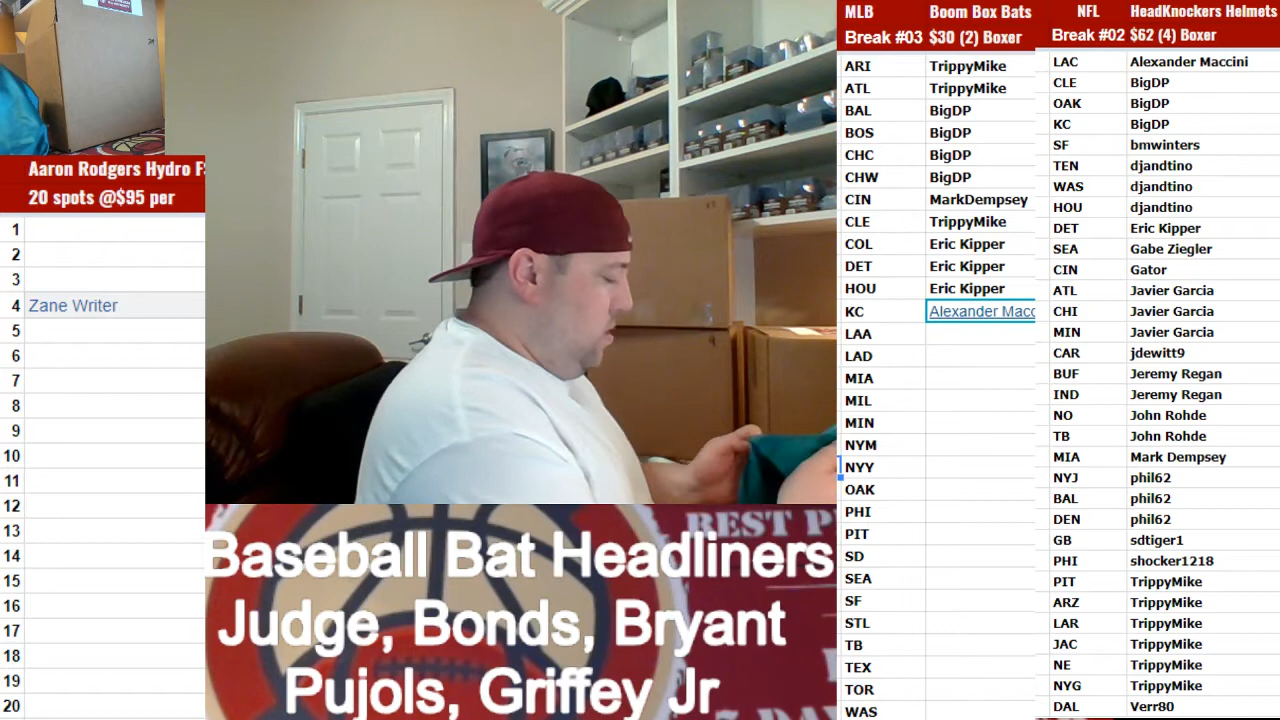 Aaron Rodgers Hydro F
20 spots @$95 per
1
2
3
4 Zane Writer
5
6
7
8
9
10
11
12
13
14
15
16
17
18
19
20
Baseball Bat Headliners
Judge, Bonds, Bryant
Pujols, Griffey Jr
REST P
MLB Boom Box Bats
Break #03 $30 (2) Boxer
ARI TrippyMike
ATL TrippyMike
BAL BigDP
BOS BigDP
CHC BigDP
CHW BigDP
CIN MarkDempsey
CLE TrippyMike
COL Eric Kipper
DET Eric Kipper
HOU Eric Kipper
KC Alexander Macc
LAA
LAD
MIA
MIL
MIN
NYM
NYY
OAK
PHI
PIT
SD
SEA
SF
STL
TB
TEX
TOR
WAS
NFL HeadKnockers Helmets
Break #02 $62 (4) Boxer
LAC Alexander Maccini
CLE BigDP
OAK BigDP
KC BigDP
SF bmwinters
TEN djandtino
WAS djandtino
HOU djandtino
DET Eric Kipper
SEA Gabe Ziegler
CIN Gator
ATL Javier Garcia
CHI Javier Garcia
MIN Javier Garcia
CAR jdewitt9
BUF Jeremy Regan
IND Jeremy Regan
NO John Rohde
TB John Rohde
MIA Mark Dempsey
NYJ phil62
BAL phil62
DEN phil62
GB sdtiger1
PHI shocker1218
PIT TrippyMike
ARZ TrippyMike
LAR TrippyMike
JAC TrippyMike
NE TrippyMike
NYG TrippyMike
DAL Verr80